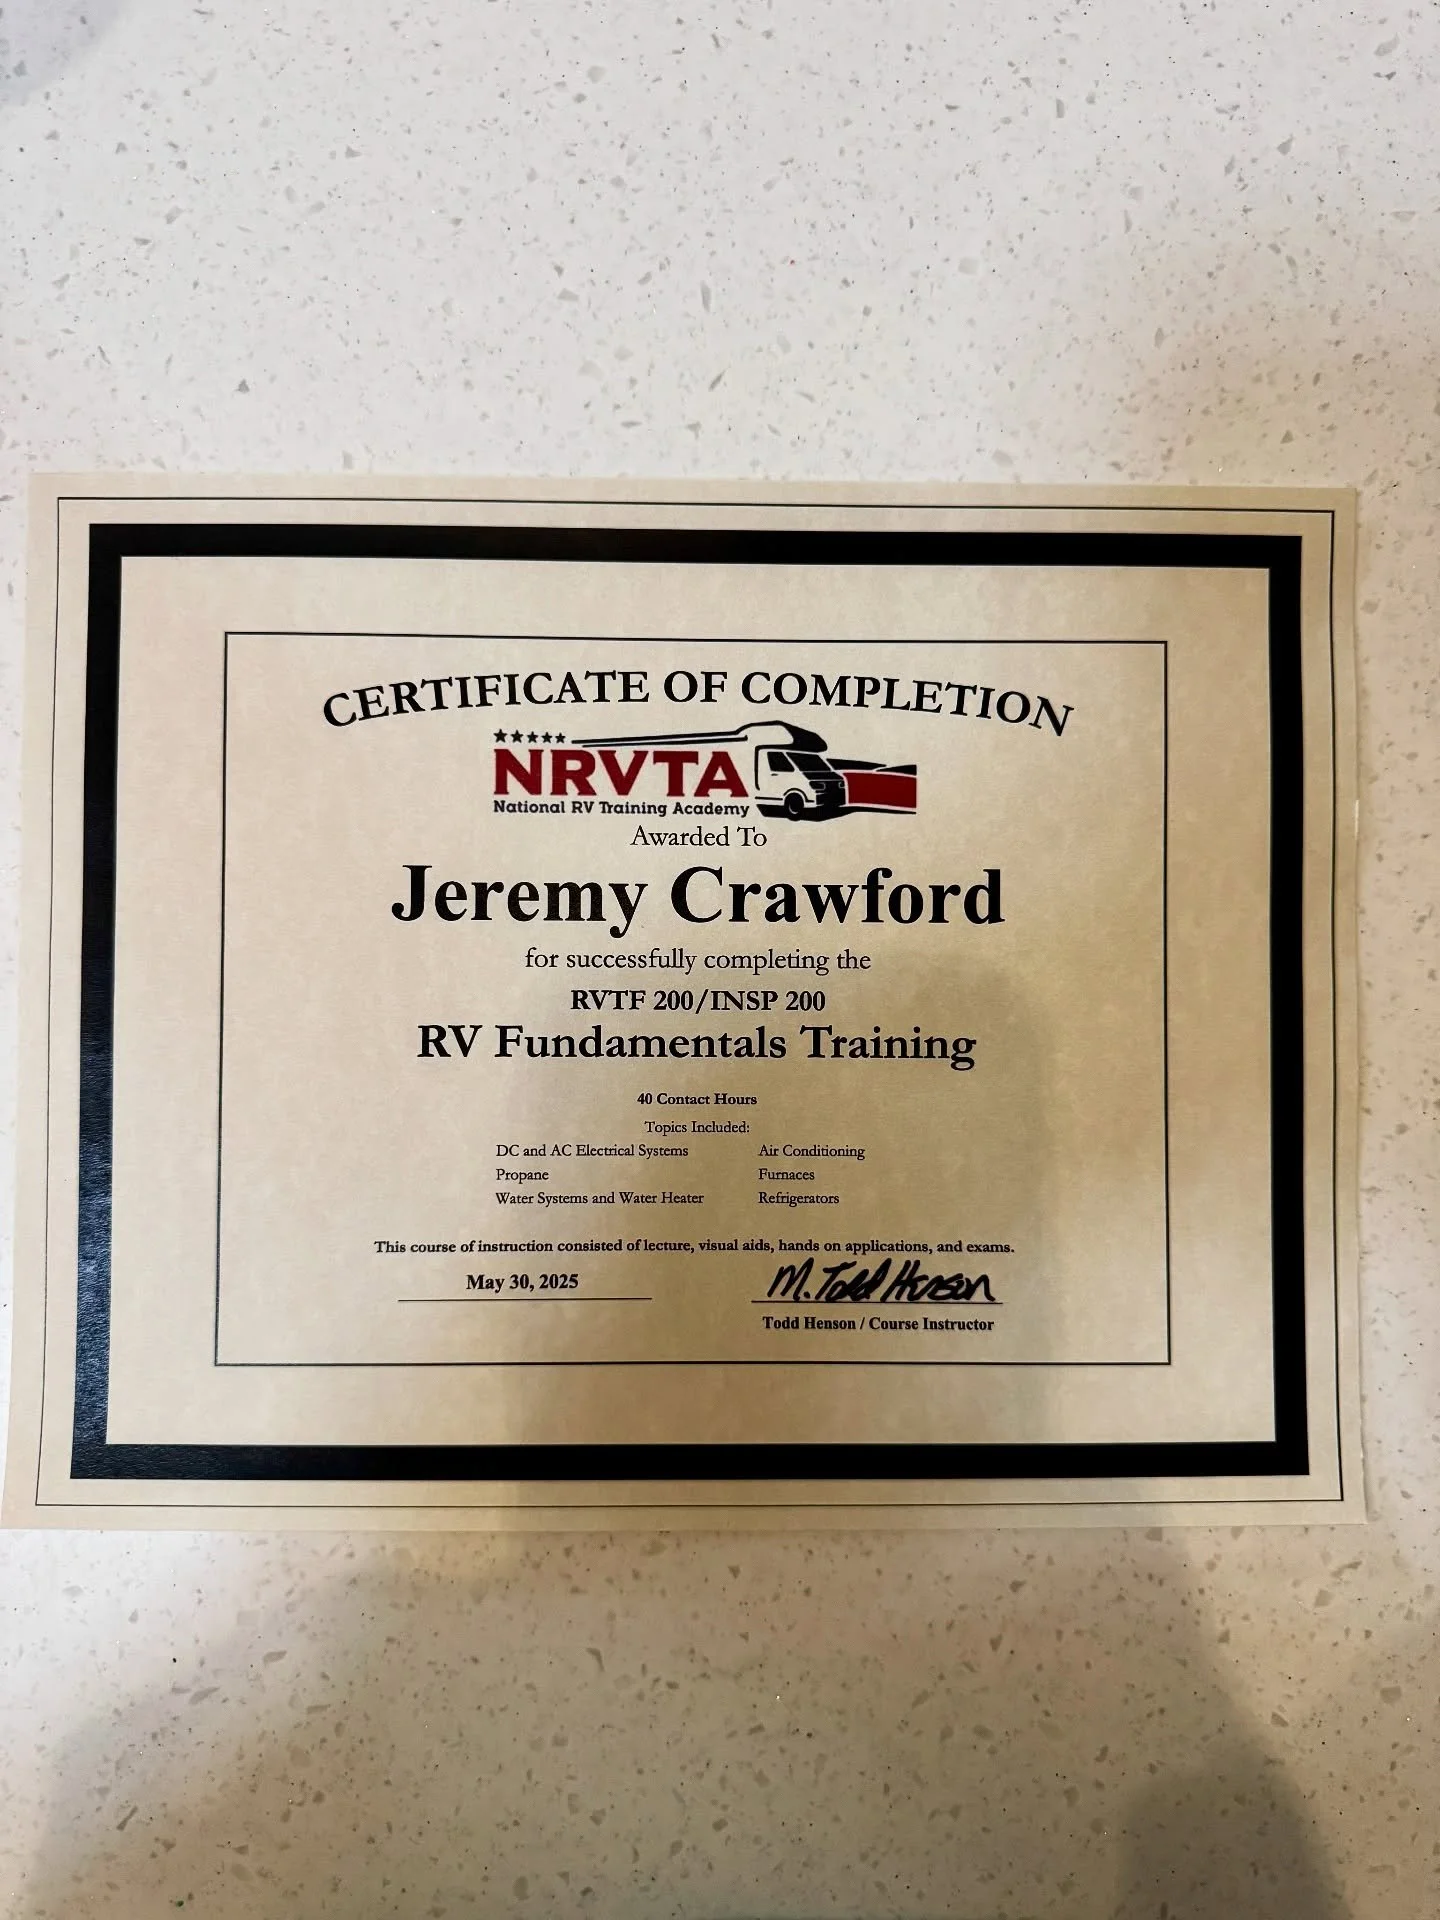 CERTIFICATE OF COMPLETION
★★★★★
NRVTA
National RV Training Academy
Awarded To
Jeremy Crawford
for successfully completing the
RVTF 200/INSP 200
RV Fundamentals Training
40 Contact Hours
Topics Included:
DC and AC Electrical Systems
Propane
Water Systems and Water Heater
Air Conditioning
Furnaces
Refrigerators
This course of instruction consisted of lecture, visual aids, hands on applications, and exams.
May 30, 2025
M. Todd Henson
Todd Henson / Course Instructor